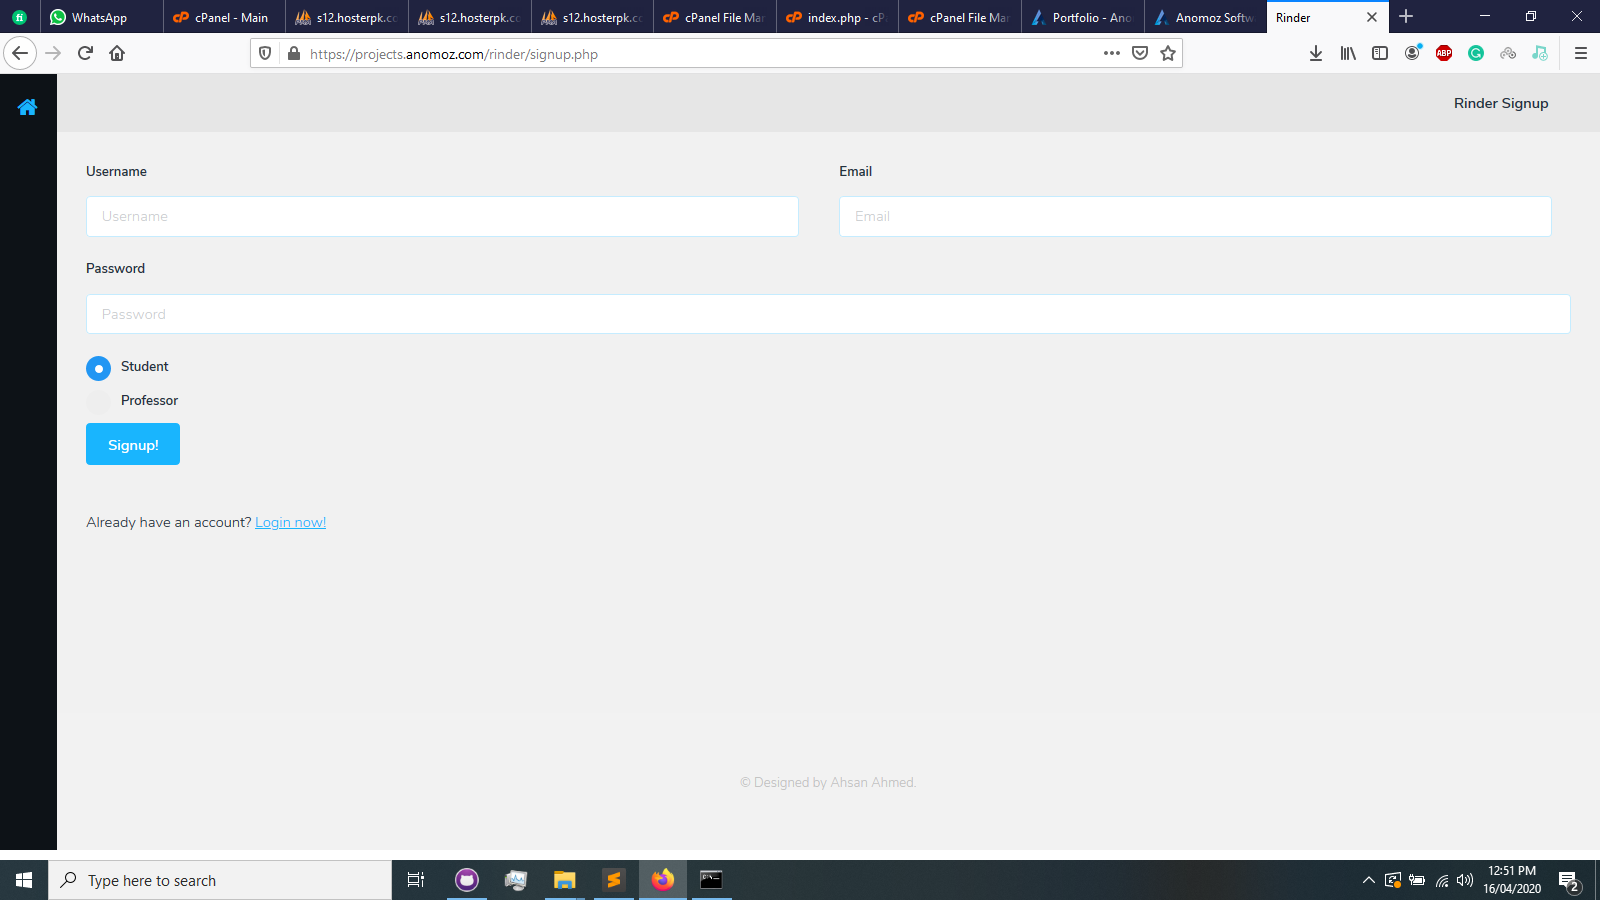 WhatsApp
cPanel - Main
s12.hosterpk.co
s12.hosterpk.co
s12.hosterpk.co
cPanel File Mar
index.php - cP
cPanel File Mar
Portfolio - Ano
Anomoz Softw
Rinder
https://projects.anomoz.com/rinder/signup.php
ABP
Rinder Signup
Username
Email
Username
Email
Password
Password
Student
Professor
Signup!
Already have an account? Login now!
© Designed by Ahsan Ahmed.
Type here to search
12:51 PM
16/04/2020
2